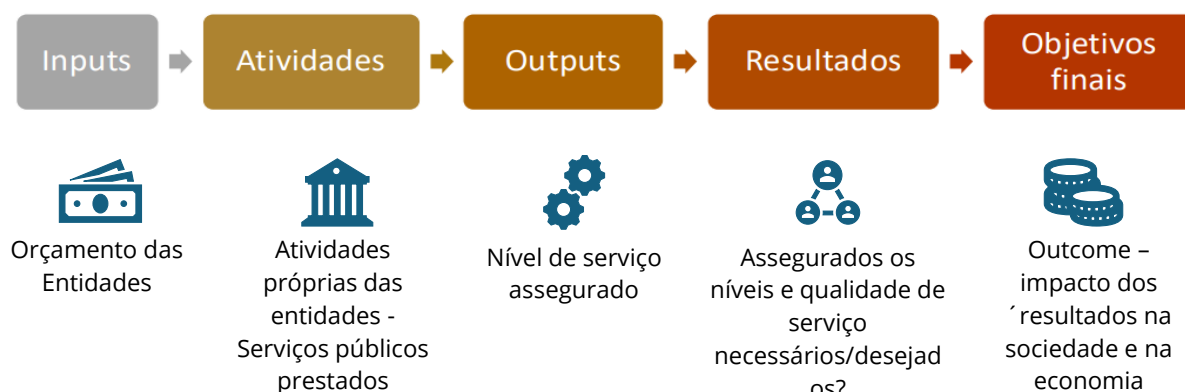 Inputs
Atividades
Outputs
Resultados
Objetivos
finais
Orçamento das
Entidades
Atividades
próprias das
entidades -
Serviços públicos
prestados
Nível de serviço
assegurado
Assegurados os
níveis e qualidade de
serviço
necessários/desejad
os?
Outcome –
impacto dos
´resultados na
sociedade e na
economia